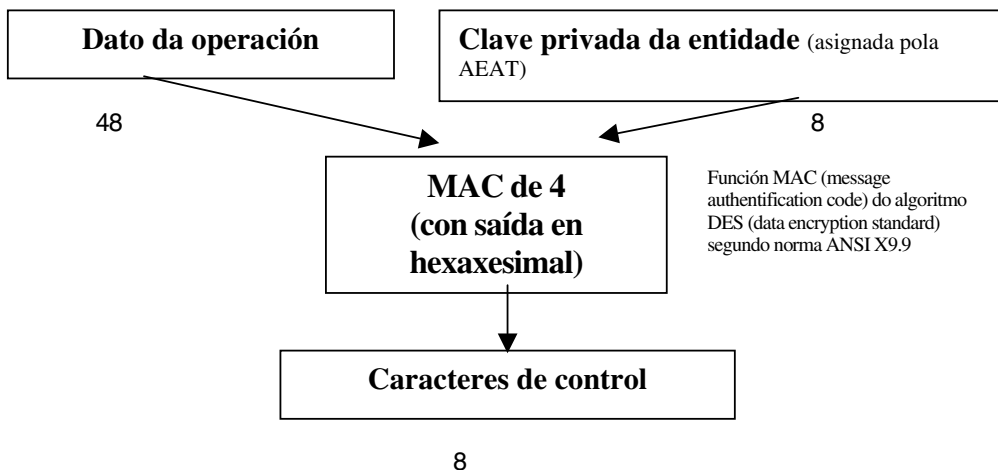 Dato da operación
Clave privada da entidade (asignada pola
AEAT)
48
8
MAC de 4
(con saída en
hexaxesimal)
Función MAC (message
authentification code) do algoritmo
DES (data encryption standard)
segundo norma ANSI X9.9
Caracteres de control
8